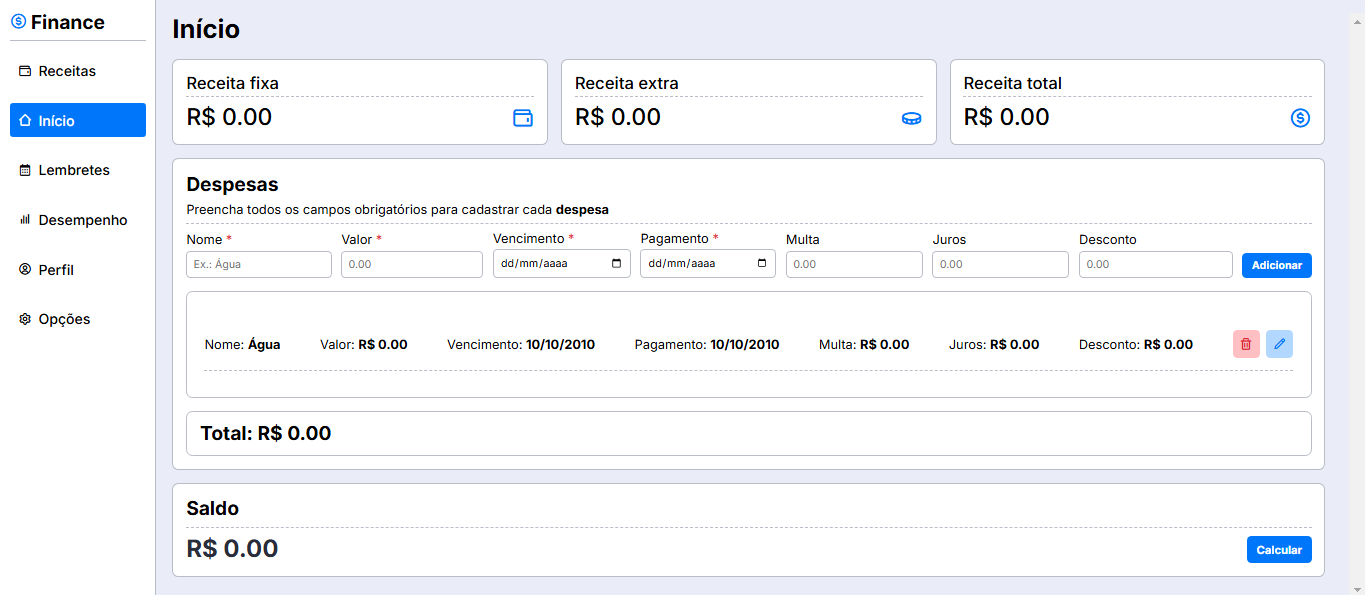 Finance
Receitas
Início
Lembretes
Desempenho
Perfil
Opções
Início
Receita fixa
R$ 0.00
Receita extra
R$ 0.00
Receita total
R$ 0.00
Despesas
Preencha todos os campos obrigatórios para cadastrar cada despesa
Nome * Valor * Vencimento * Pagamento * Multa Juros Desconto
Ex.: Água 0.00 dd/mm/aaaa dd/mm/aaaa 0.00 0.00 0.00 Adicionar
Nome: Água Valor: R$ 0.00 Vencimento: 10/10/2010 Pagamento: 10/10/2010 Multa: R$ 0.00 Juros: R$ 0.00 Desconto: R$ 0.00
Total: R$ 0.00
Saldo
R$ 0.00
Calcular